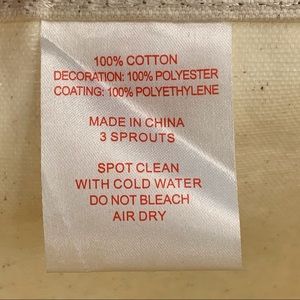 100% COTTON
DECORATION: 100% POLYESTER
COATING: 100% POLYETHYLENE
MADE IN CHINA
3 SPROUTS
SPOT CLEAN
WITH COLD WATER
DO NOT BLEACH
AIR DRY